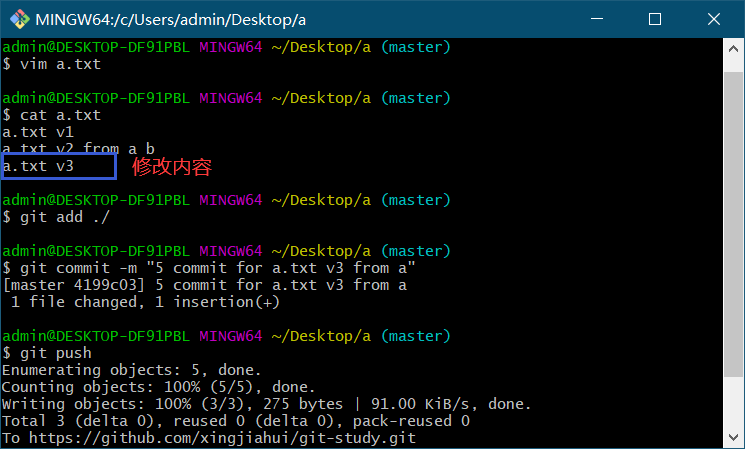 MINGW64:/c/Users/admin/Desktop/a
admin@DESKTOP-DF91PBL MINGW64 ~/Desktop/a (master)
$ vim a.txt
admin@DESKTOP-DF91PBL MINGW64 ~/Desktop/a (master)
$ cat a.txt
a.txt v1
a.txt v2 from a b
a.txt v3 修改内容
admin@DESKTOP-DF91PBL MINGW64 ~/Desktop/a (master)
$ git add ./
admin@DESKTOP-DF91PBL MINGW64 ~/Desktop/a (master)
$ git commit -m "5 commit for a.txt v3 from a"
[master 4199c03] 5 commit for a.txt v3 from a
1 file changed, 1 insertion(+)
admin@DESKTOP-DF91PBL MINGW64 ~/Desktop/a (master)
$ git push
Enumerating objects: 5, done.
Counting objects: 100% (5/5), done.
Writing objects: 100% (3/3), 275 bytes | 91.00 KiB/s, done.
Total 3 (delta 0), reused 0 (delta 0), pack-reused 0
To https://github.com/xingjiahui/git-study.git